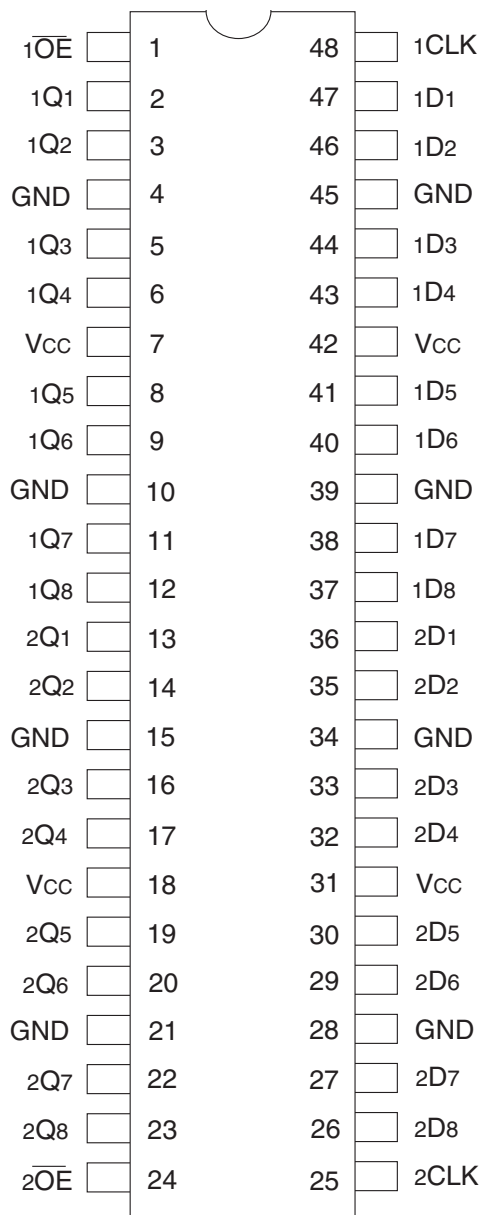 1O̅E̅ 1 48 1CLK
1Q1 2 47 1D1
1Q2 3 46 1D2
GND 4 45 GND
1Q3 5 44 1D3
1Q4 6 43 1D4
VCC 7 42 VCC
1Q5 8 41 1D5
1Q6 9 40 1D6
GND 10 39 GND
1Q7 11 38 1D7
1Q8 12 37 1D8
2Q1 13 36 2D1
2Q2 14 35 2D2
GND 15 34 GND
2Q3 16 33 2D3
2Q4 17 32 2D4
VCC 18 31 VCC
2Q5 19 30 2D5
2Q6 20 29 2D6
GND 21 28 GND
2Q7 22 27 2D7
2Q8 23 26 2D8
2O̅E̅ 24 25 2CLK